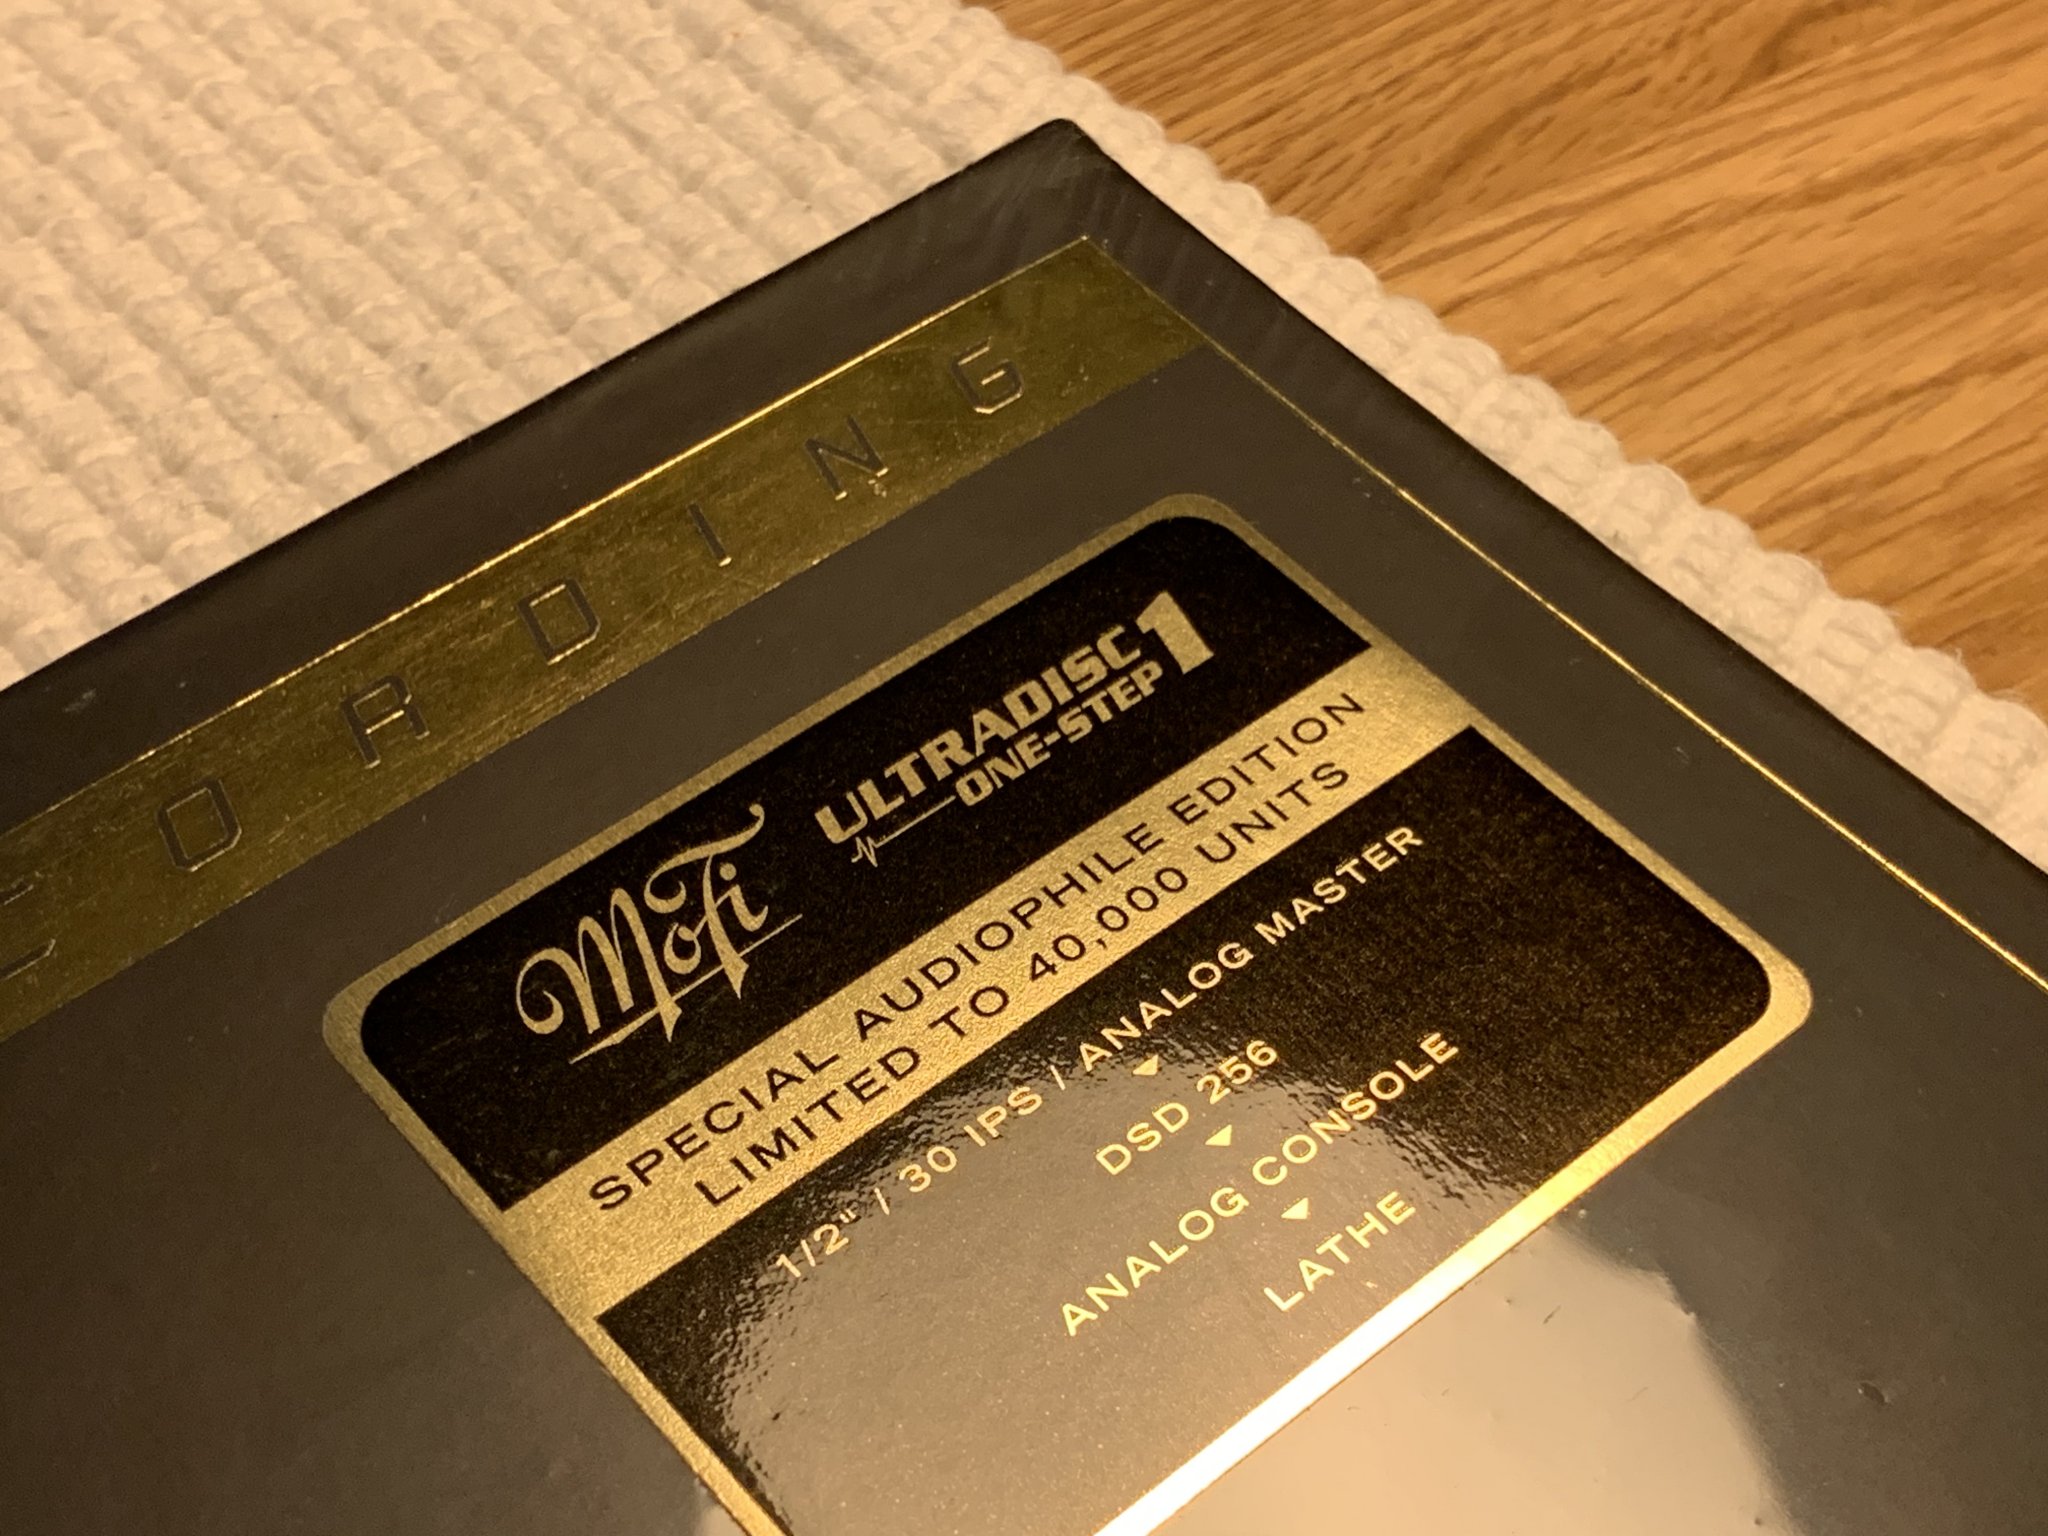 ORDING
MoFi
ULTRADISC 1
ONE-STEP
SPECIAL AUDIOPHILE EDITION
LIMITED TO 40,000 UNITS
1/2" / 30 IPS / ANALOG MASTER
DSD 256
ANALOG CONSOLE
LATHE